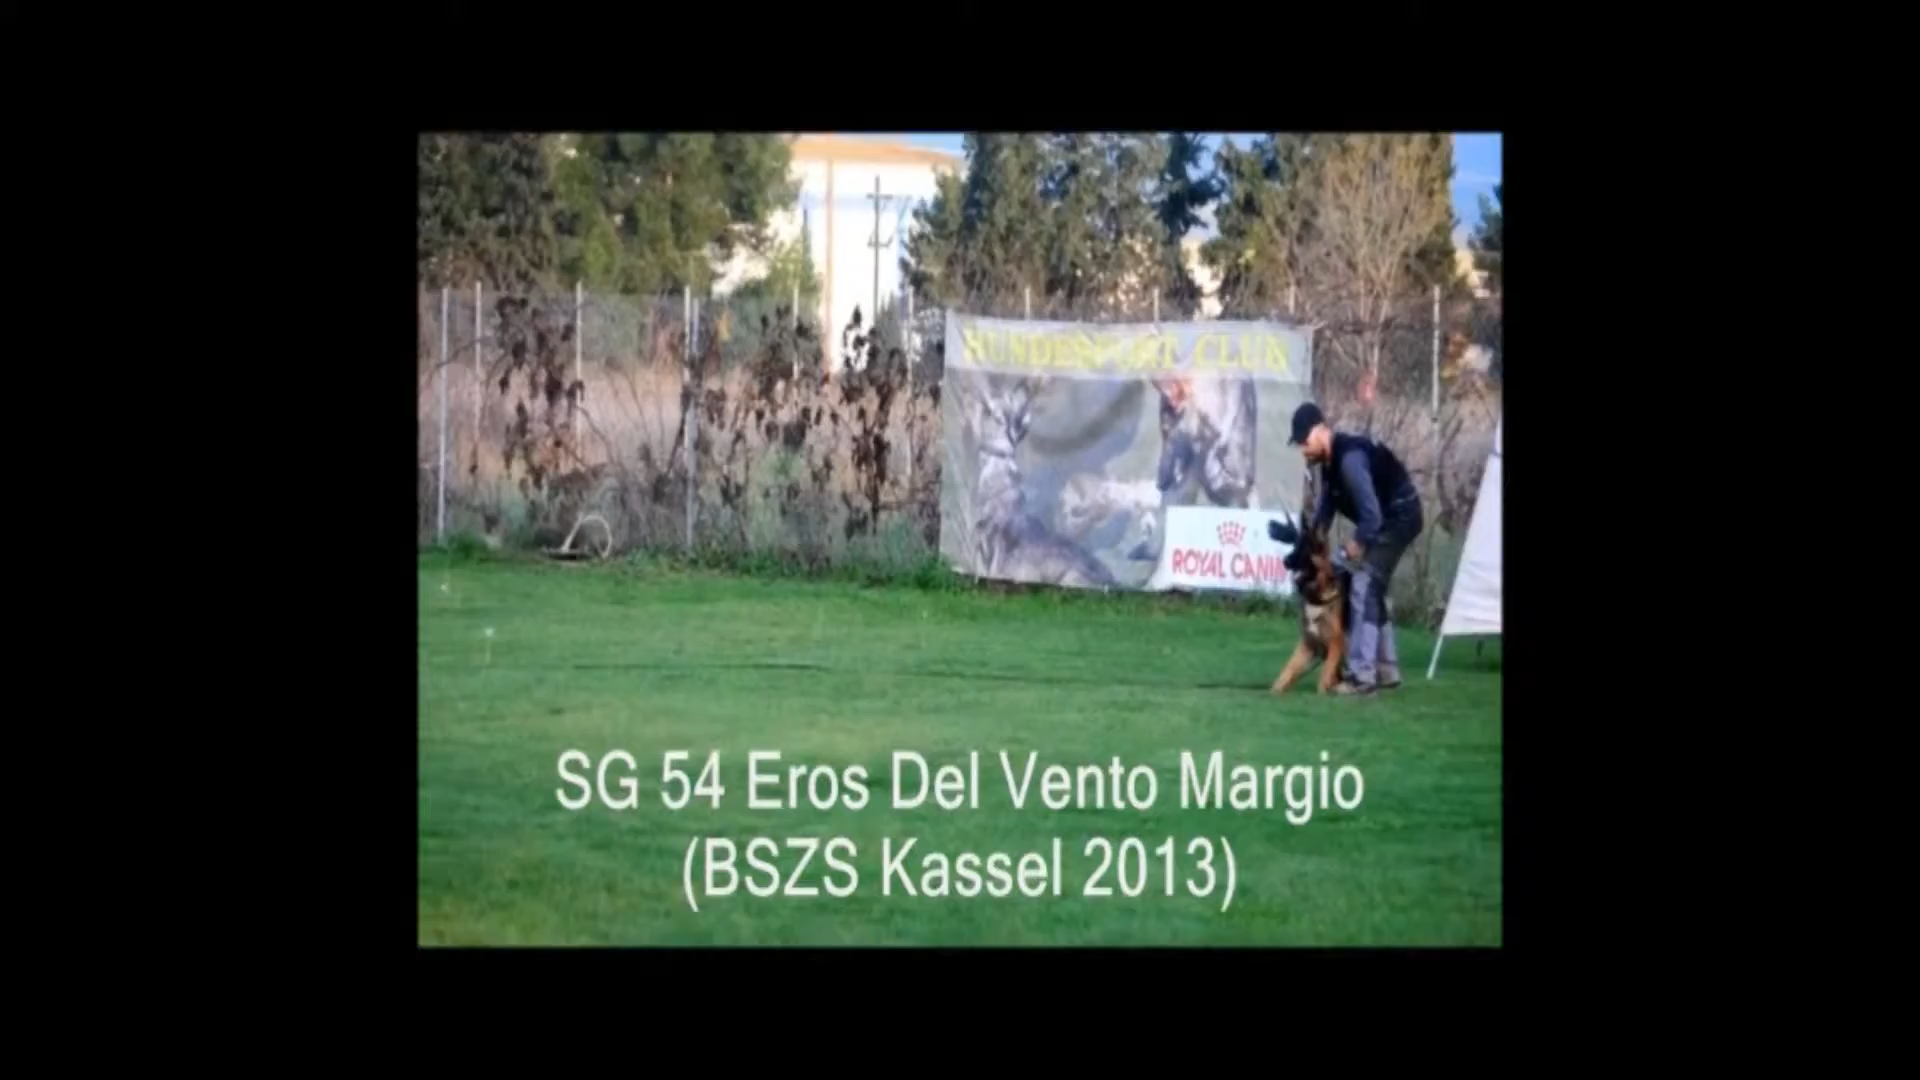 HUNDESPORT CLUB
ROYAL CANIN
SG 54 Eros Del Vento Margio
(BSZS Kassel 2013)